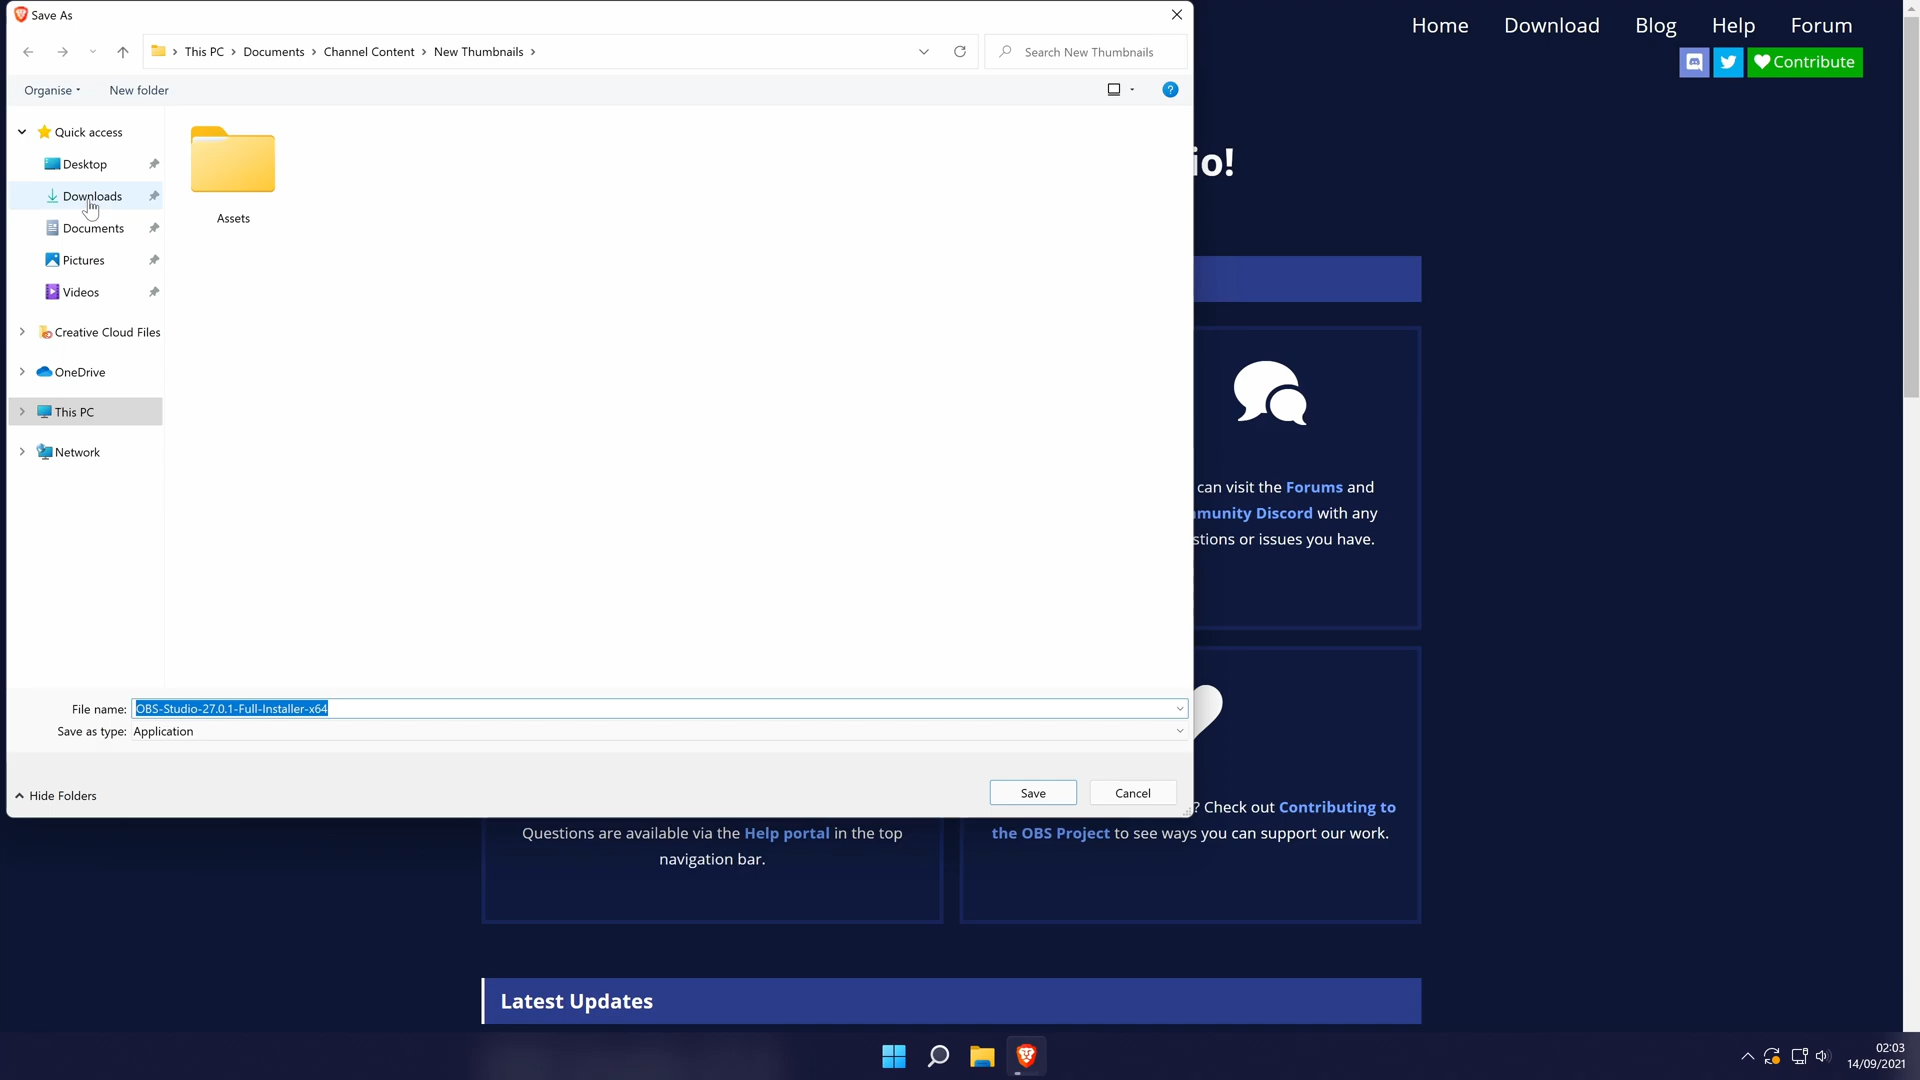 Save As
This PC
Documents
Channel Content
New Thumbnails
Search New Thumbnails
Organise
New folder
Quick access
Desktop
Downloads
Documents
Pictures
Videos
Creative Cloud Files
OneDrive
This PC
Network
Assets
File name:
OBS-Studio-27.0.1-Full-Installer-x64
Save as type:
Application
Hide Folders
Save
Cancel
Home
Download
Blog
Help
Forum
Contribute
io!
can visit the Forums and
mmunity Discord with any
stions or issues you have.
Questions are available via the Help portal in the top
navigation bar.
? Check out Contributing to
the OBS Project to see ways you can support our work.
Latest Updates
02:03
14/09/2021